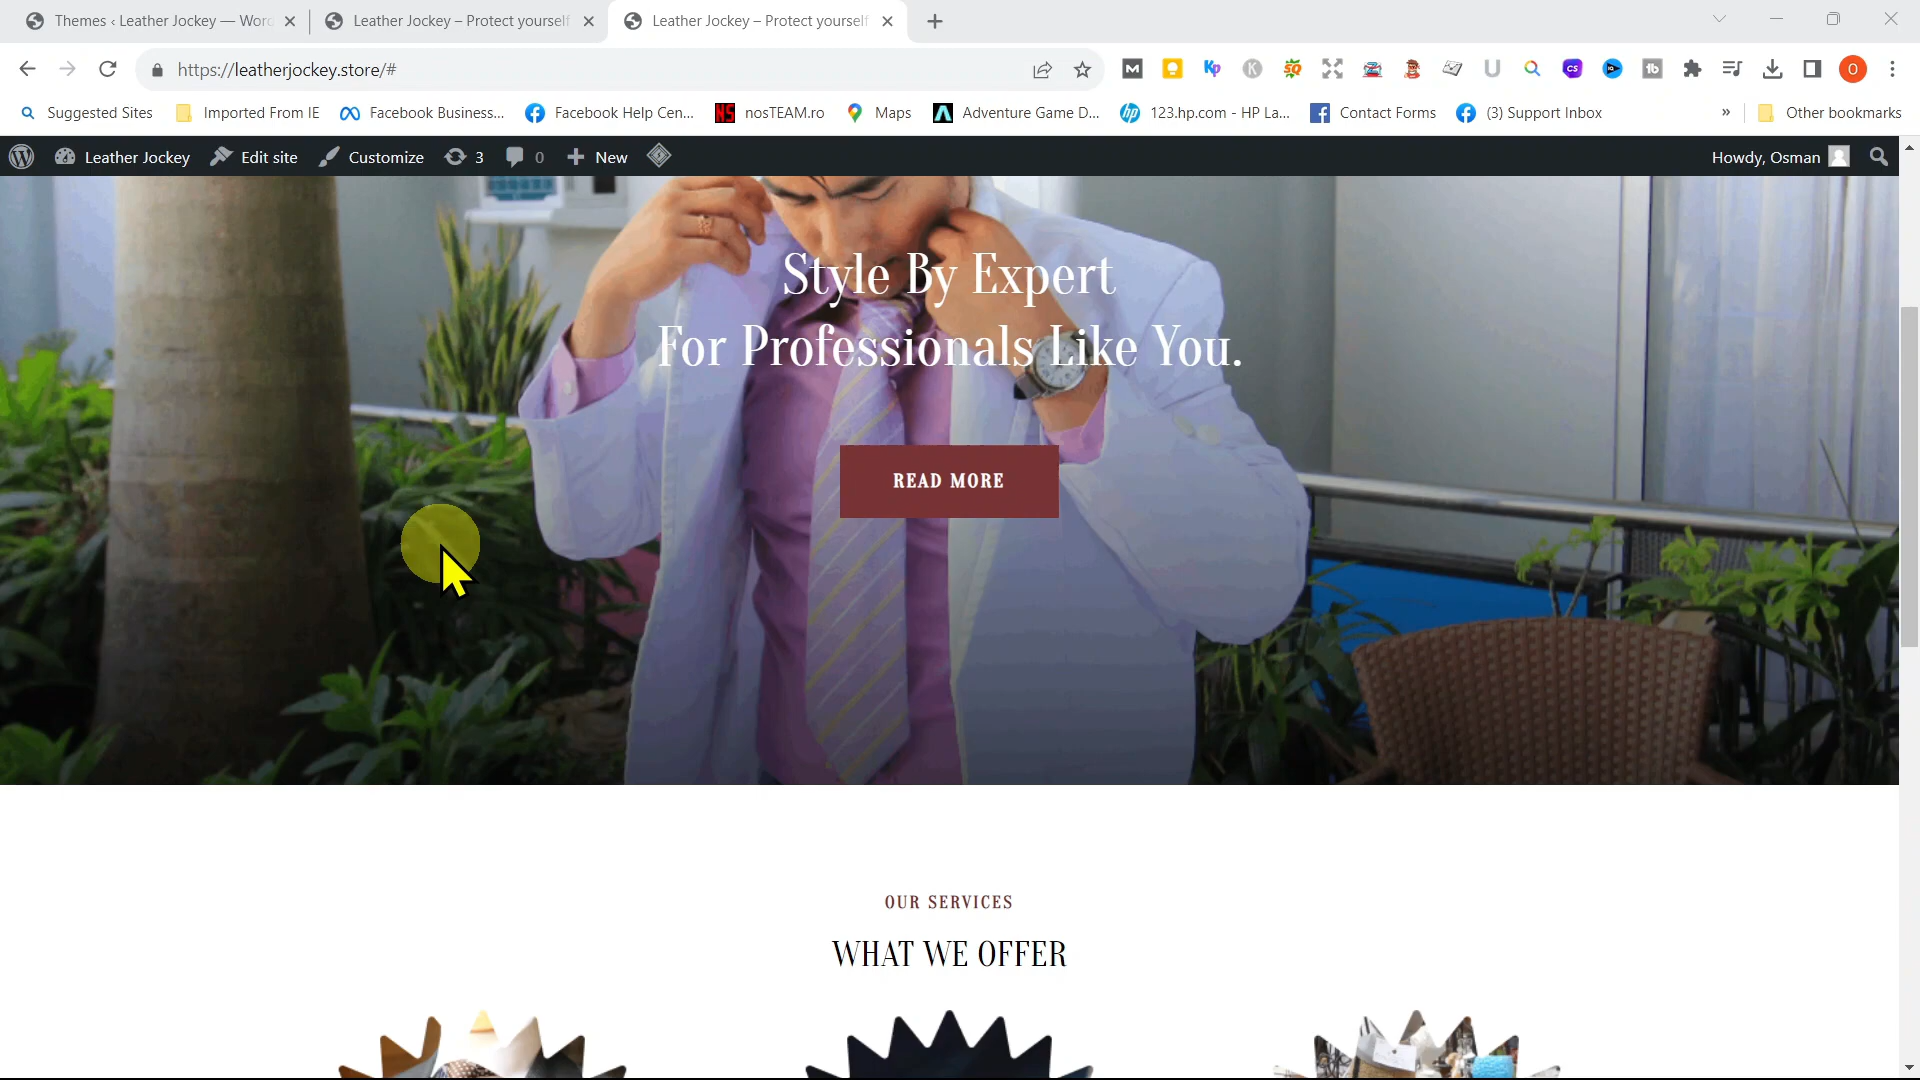 Themes ‹ Leather Jockey — Word
Leather Jockey – Protect yourself
Leather Jockey – Protect yourself
https://leatherjockey.store/#
Suggested Sites
Imported From IE
Facebook Business...
Facebook Help Cen...
nosTEAM.ro
Maps
Adventure Game D...
123.hp.com - HP La...
Contact Forms
(3) Support Inbox
»
Other bookmarks
Leather Jockey
Edit site
Customize
3
0
New
Howdy, Osman
Style By Expert
For Professionals Like You.
READ MORE
OUR SERVICES
WHAT WE OFFER